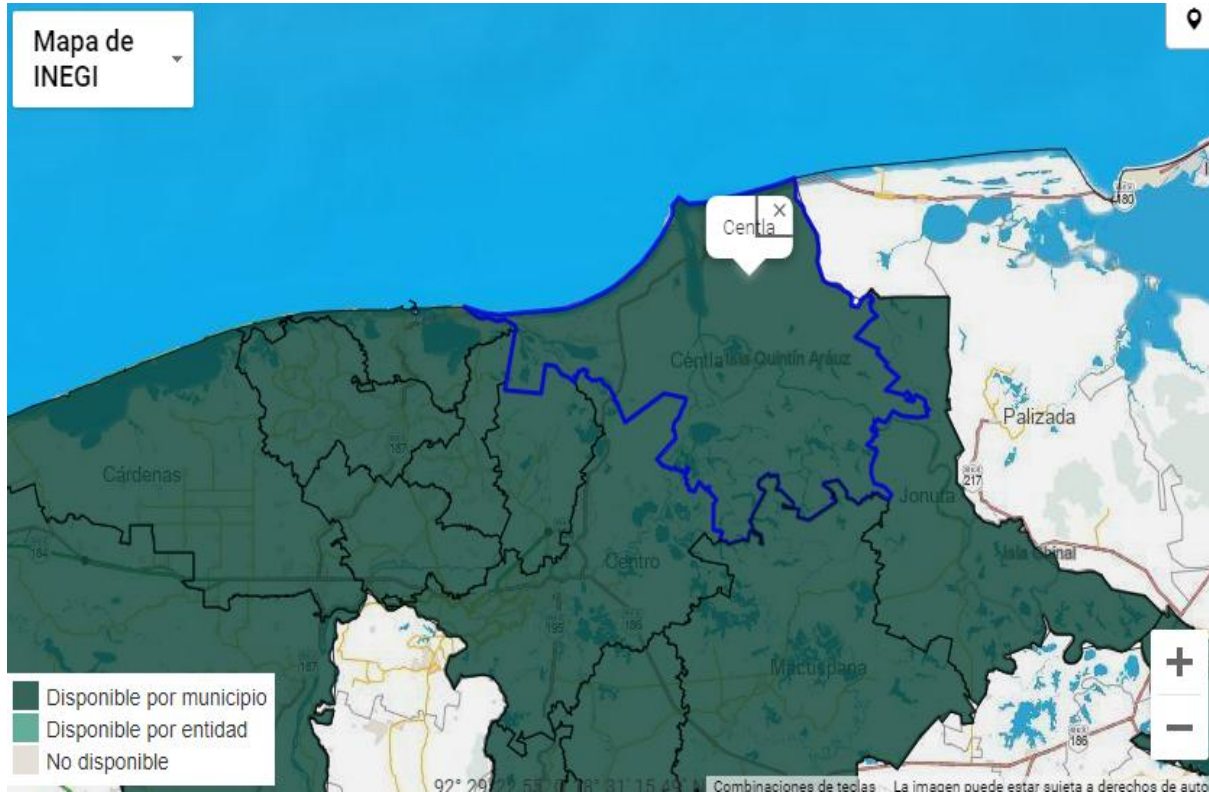 Mapa de
INEGI
180
Centla
Céntla Isla Quintín Aráuz
Palizada
187
Cárdenas
217
Jonuta
184
Isla Chinal
Centro
195
186
187
Macuspana
Disponible por municipio
Disponible por entidad
No disponible
186
Combinaciones de teclas
La imagen puede estar sujeta a derechos de auto